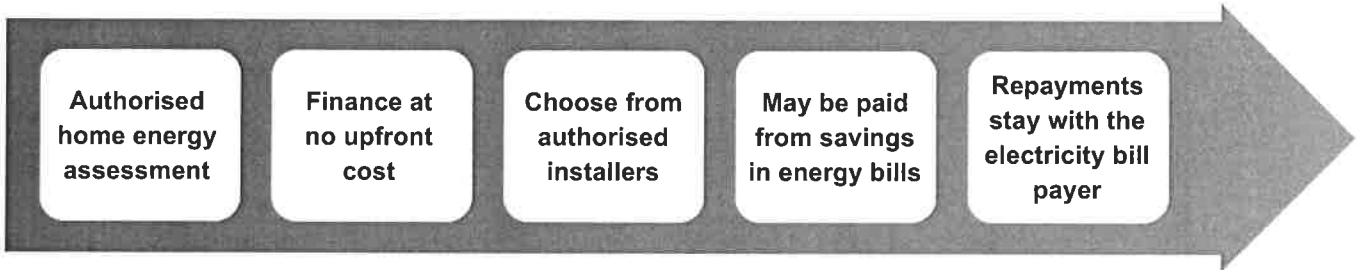 Authorised
home energy
assessment
Finance at
no upfront
cost
Choose from
authorised
installers
May be paid
from savings
in energy bills
Repayments
stay with the
electricity bill
payer